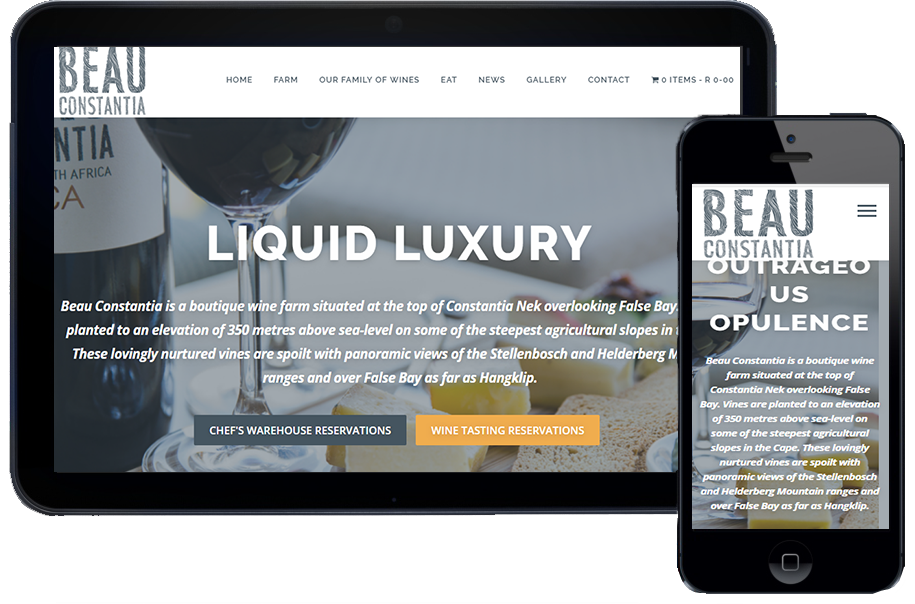 BEAU
CONSTANTIA
HOME FARM OUR FAMILY OF WINES EAT NEWS GALLERY CONTACT 0 ITEMS - R 0-00
NTIA
TH AFRICA
CA
LIQUID LUXURY
Beau Constantia is a boutique wine farm situated at the top of Constantia Nek overlooking False Bay.
planted to an elevation of 350 metres above sea-level on some of the steepest agricultural slopes in t
These lovingly nurtured vines are spoilt with panoramic views of the Stellenbosch and Helderberg M
ranges and over False Bay as far as Hangklip.
CHEF'S WAREHOUSE RESERVATIONS WINE TASTING RESERVATIONS
BEAU
CONSTANTIA
OUTRAGEO
US
OPULENCE
Beau Constantia is a boutique wine
farm situated at the top of
Constantia Nek overlooking False
Bay. Vines are planted to an elevation
of 350 metres above sea-level on
some of the steepest agricultural
slopes in the Cape. These lovingly
nurtured vines are spoilt with
panoramic views of the Stellenbosch
and Helderberg Mountain ranges and
over False Bay as far as Hangklip.